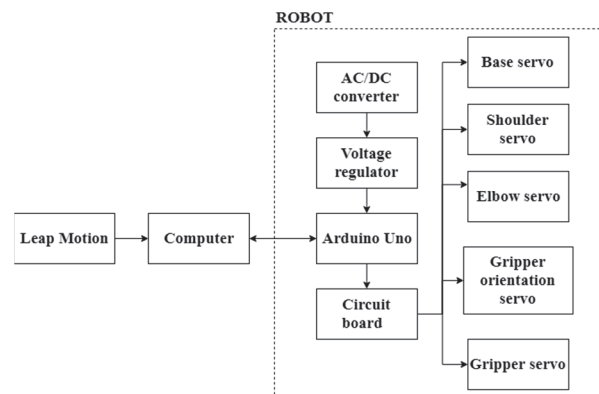 ROBOT
AC/DC
converter
Voltage
regulator
Leap Motion
Computer
Arduino Uno
Circuit
board
Base servo
Shoulder
servo
Elbow servo
Gripper
orientation
servo
Gripper servo